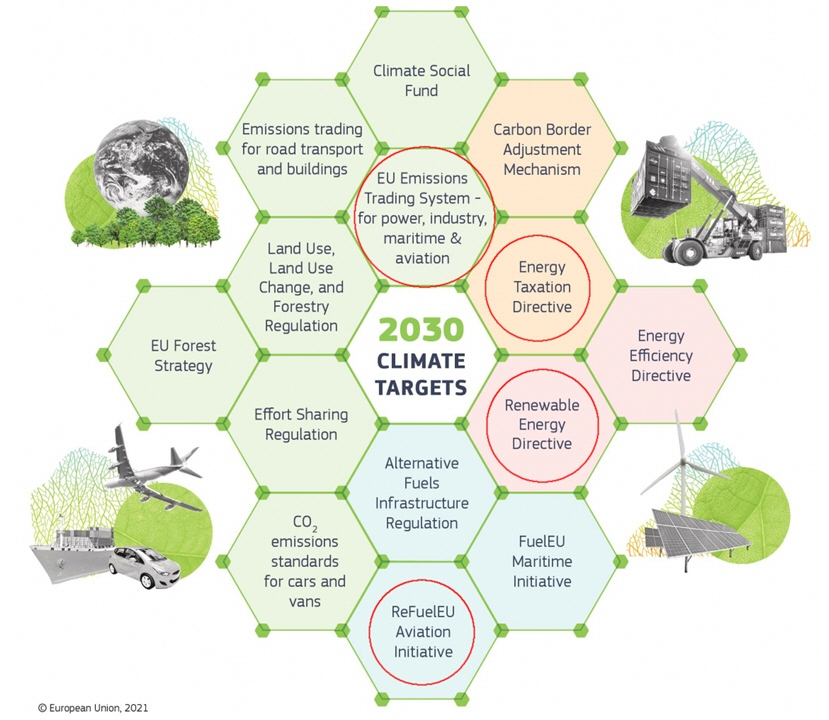 Climate Social
Fund
Emissions trading
for road transport
and buildings
Carbon Border
Adjustment
Mechanism
EU Emissions
Trading System -
for power, industry,
maritime &
aviation
Land Use,
Land Use
Change, and
Forestry
Regulation
Energy
Taxation
Directive
2030
CLIMATE
TARGETS
EU Forest
Strategy
Energy
Efficiency
Directive
Effort Sharing
Regulation
Renewable
Energy
Directive
Alternative
Fuels
Infrastructure
Regulation
CO₂
emissions
standards
for cars and
vans
FuelEU
Maritime
Initiative
ReFuelEU
Aviation
Initiative
© European Union, 2021